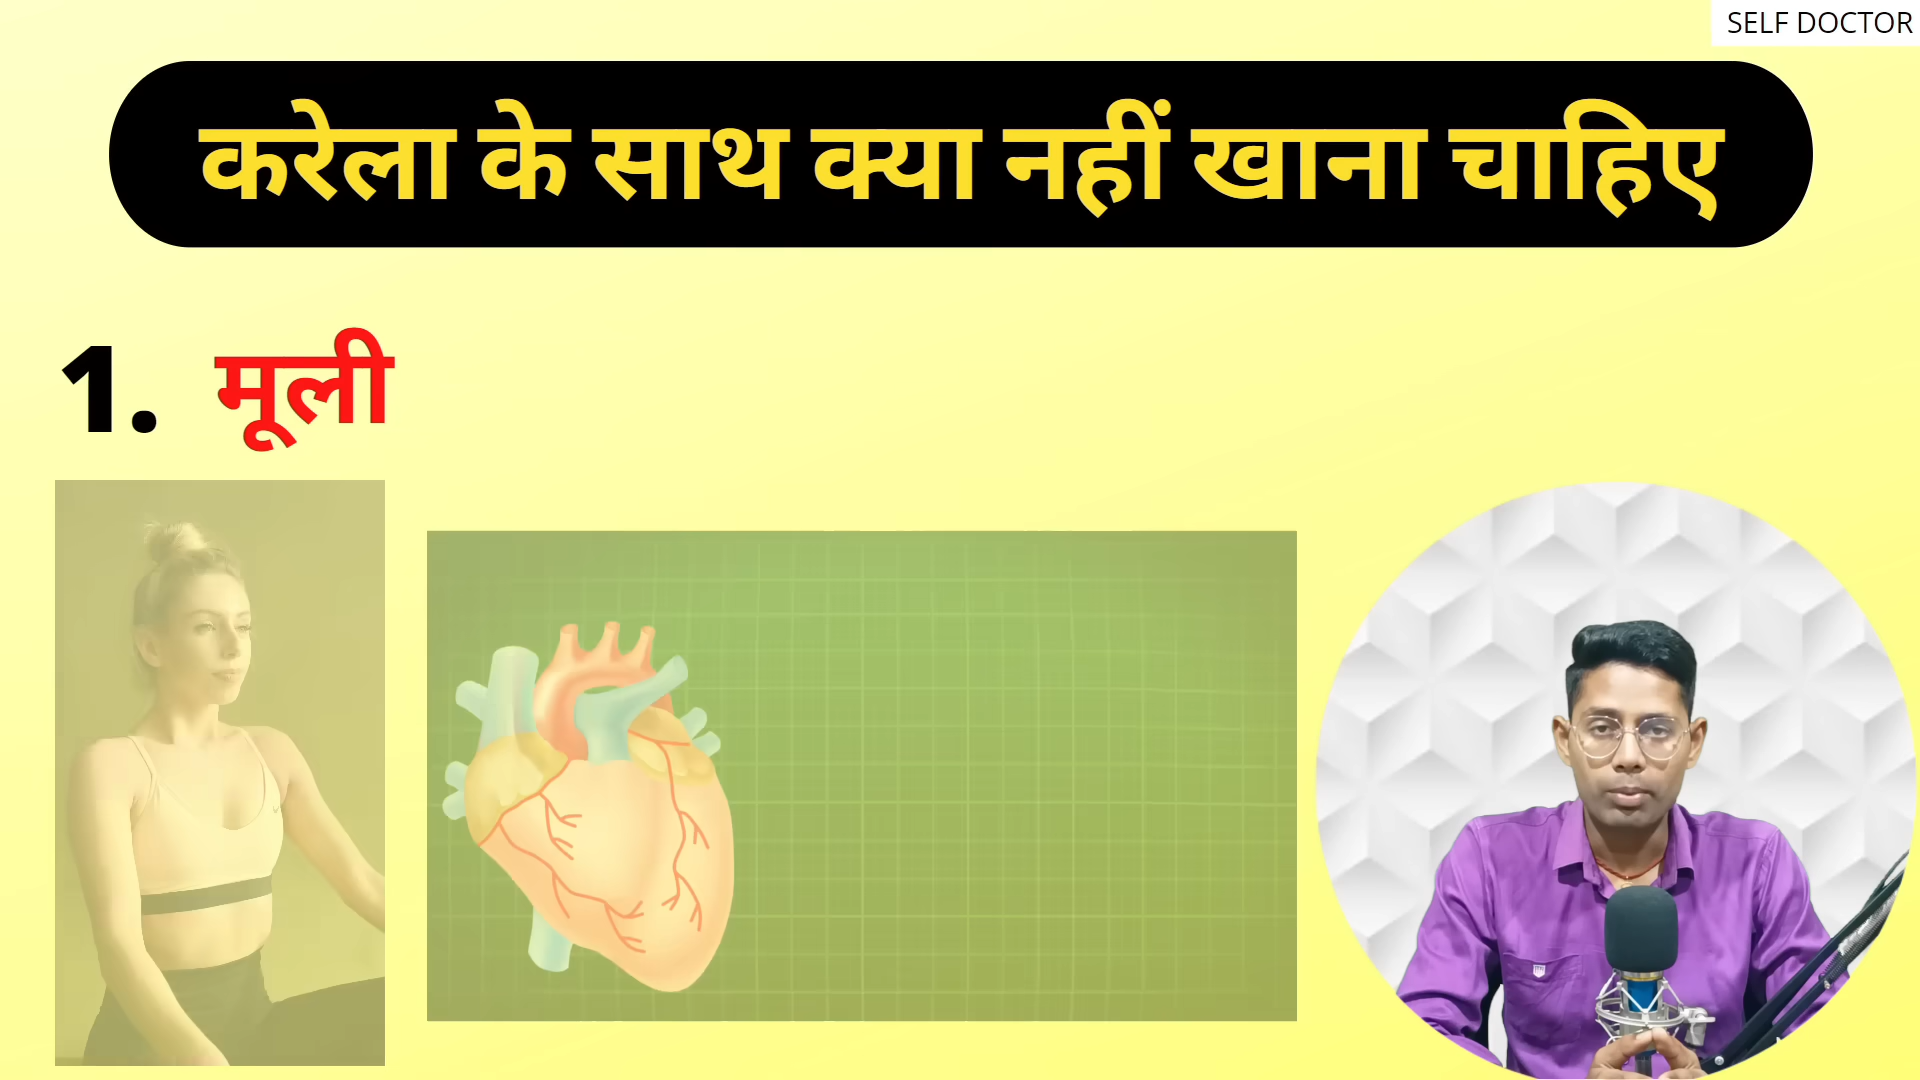 SELF DOCTOR
करेला के साथ क्या नहीं खाना चाहिए
1. मूली